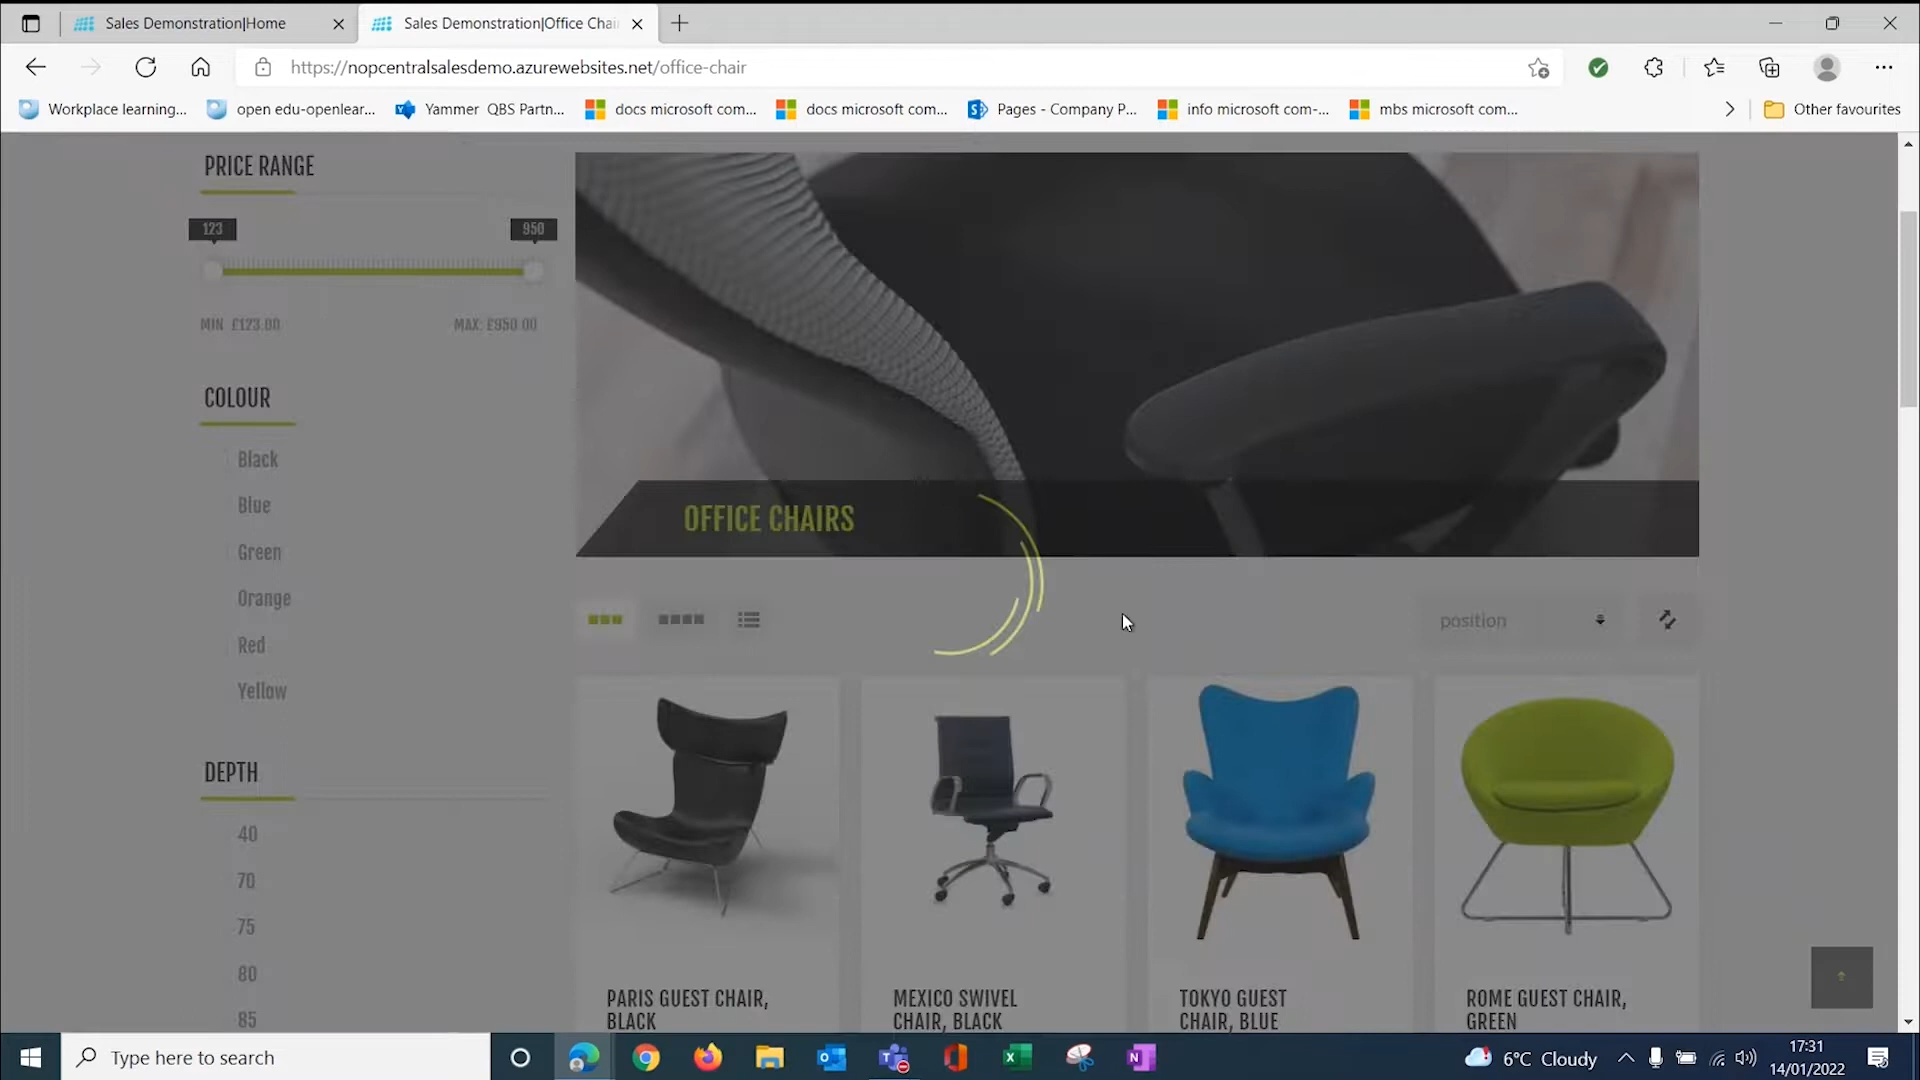 Sales Demonstration|Home
Sales Demonstration|Office Chai
https://nopcentralsalesdemo.azurewebsites.net/office-chair
Workplace learning...
open edu-openlear...
Yammer QBS Partn...
docs microsoft com...
docs microsoft com...
Pages - Company P...
info microsoft com-...
mbs microsoft com...
Other favourites
PRICE RANGE
123
950
MIN: £123.00
MAX: £950.00
COLOUR
Black
Blue
Green
Orange
Red
Yellow
DEPTH
40
70
75
80
85
OFFICE CHAIRS
position
PARIS GUEST CHAIR,
BLACK
MEXICO SWIVEL
CHAIR, BLACK
TOKYO GUEST
CHAIR, BLUE
ROME GUEST CHAIR,
GREEN
Type here to search
6°C Cloudy
17:31
14/01/2022